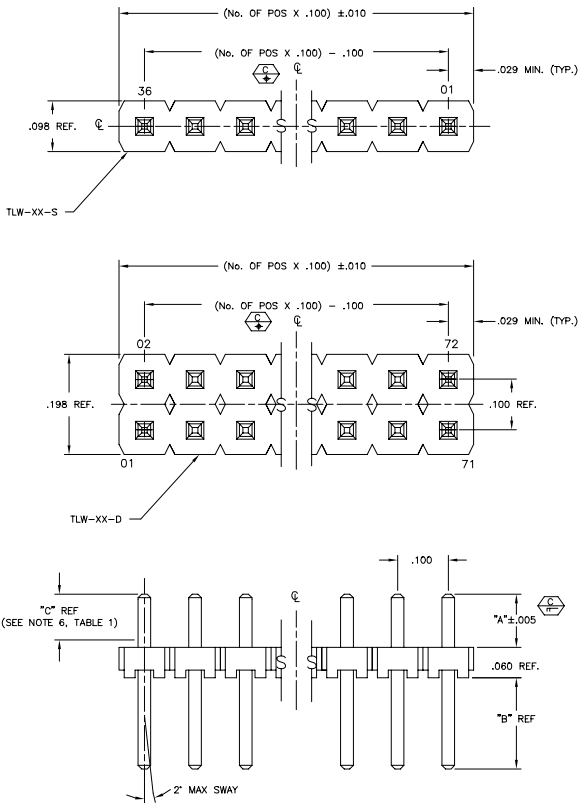 (No. OF POS X .100) ±.010
(No. OF POS X .100) - .100
C
℄
.029 MIN. (TYP.)
36
01
.098 REF.
℄
S
S
TLW-XX-S
(No. OF POS X .100) ±.010
(No. OF POS X .100) - .100
C
℄
.029 MIN. (TYP.)
02
72
.198 REF.
S
S
.100 REF.
S
S
01
71
TLW-XX-D
.100
℄
C
"C" REF
(SEE NOTE 6, TABLE 1)
"A"±.005
S
S
.060 REF.
"B" REF
2° MAX SWAY